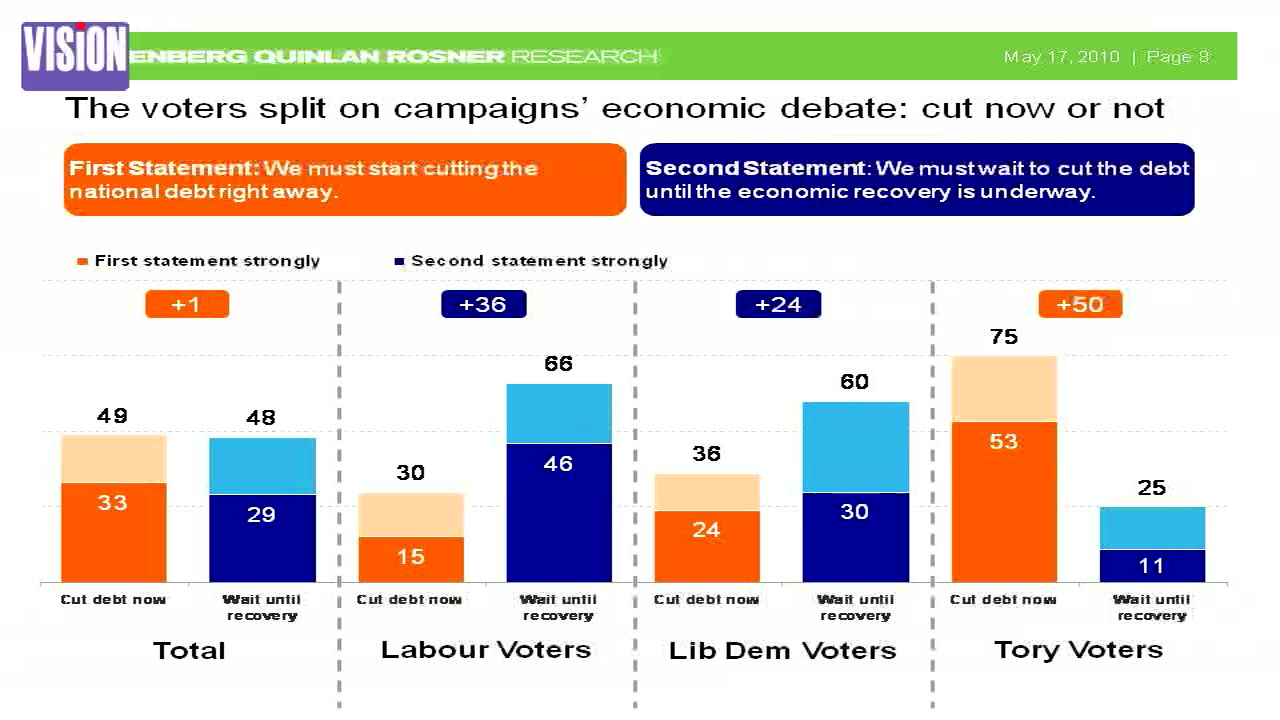 VISION
ENBERG QUINLAN ROSNER RESEARCH
May 17, 2010 | Page 8
The voters split on campaigns' economic debate: cut now or not
First Statement: We must start cutting the
national debt right away.
Second Statement: We must wait to cut the debt
until the economic recovery is underway.
First statement strongly
Second statement strongly
+1
+36
+24
+50
49
48
30
66
36
60
75
25
33
29
15
46
24
30
53
11
Cut debt now
Wait until
recovery
Cut debt now
Wait until
recovery
Cut debt now
Wait until
recovery
Cut debt now
Wait until
recovery
Total
Labour Voters
Lib Dem Voters
Tory Voters